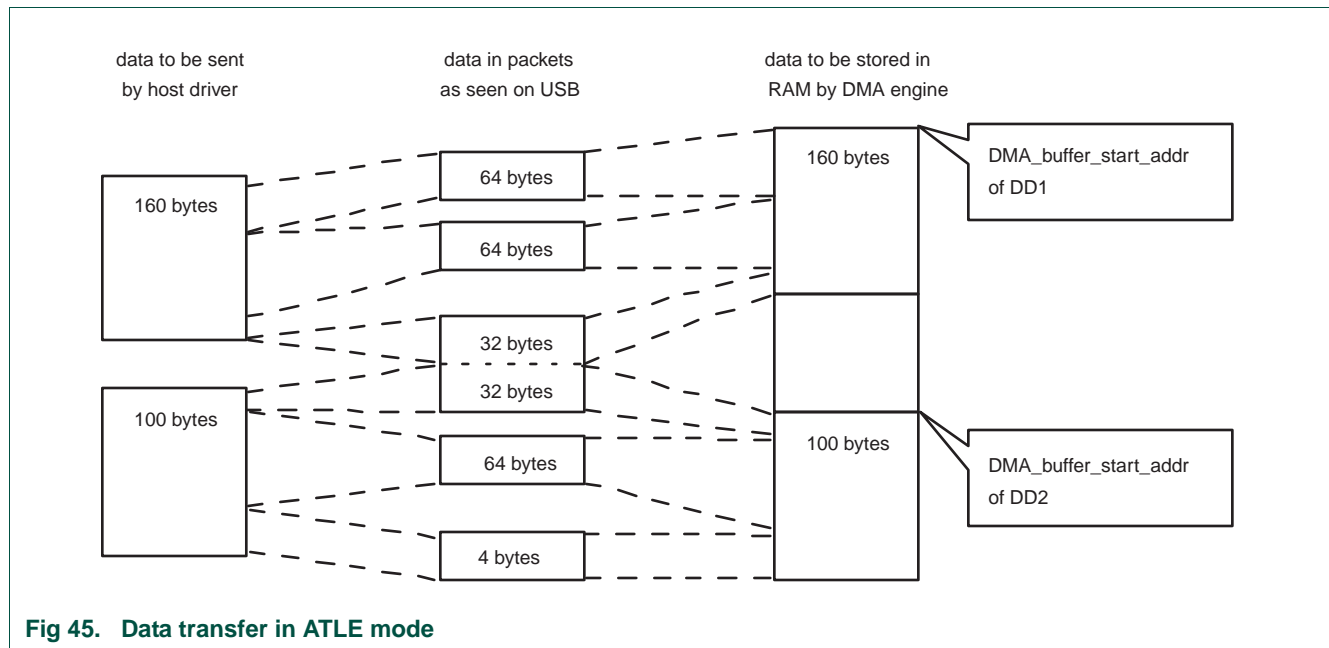 data to be sent
by host driver
data in packets
as seen on USB
data to be stored in
RAM by DMA engine
160 bytes
64 bytes
64 bytes
32 bytes
32 bytes
100 bytes
64 bytes
4 bytes
160 bytes
100 bytes
DMA_buffer_start_addr
of DD1
DMA_buffer_start_addr
of DD2
Fig 45. Data transfer in ATLE mode